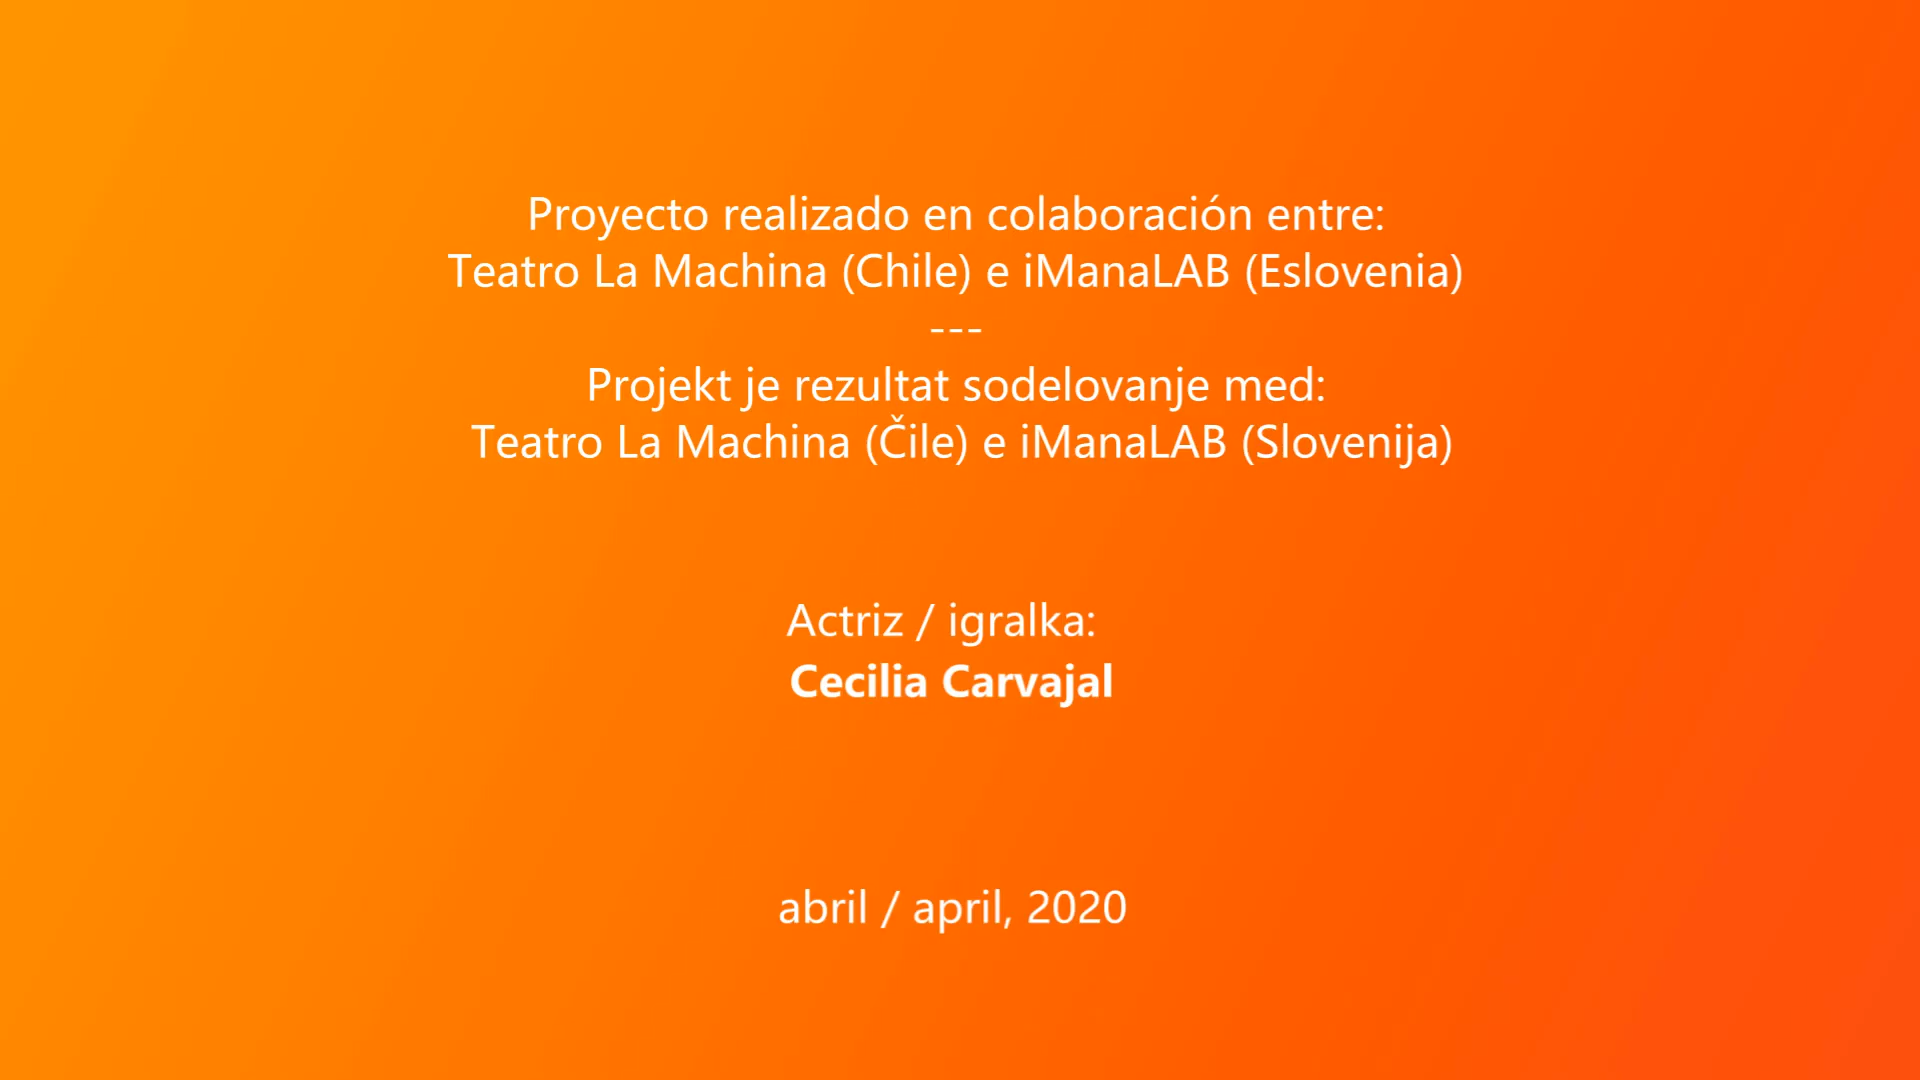 Proyecto realizado en colaboración entre:
Teatro La Machina (Chile) e iManaLAB (Eslovenia)
---
Projekt je rezultat sodelovanje med:
Teatro La Machina (Čile) e iManaLAB (Slovenija)
Actriz / igralka:
Cecilia Carvajal
abril / april, 2020